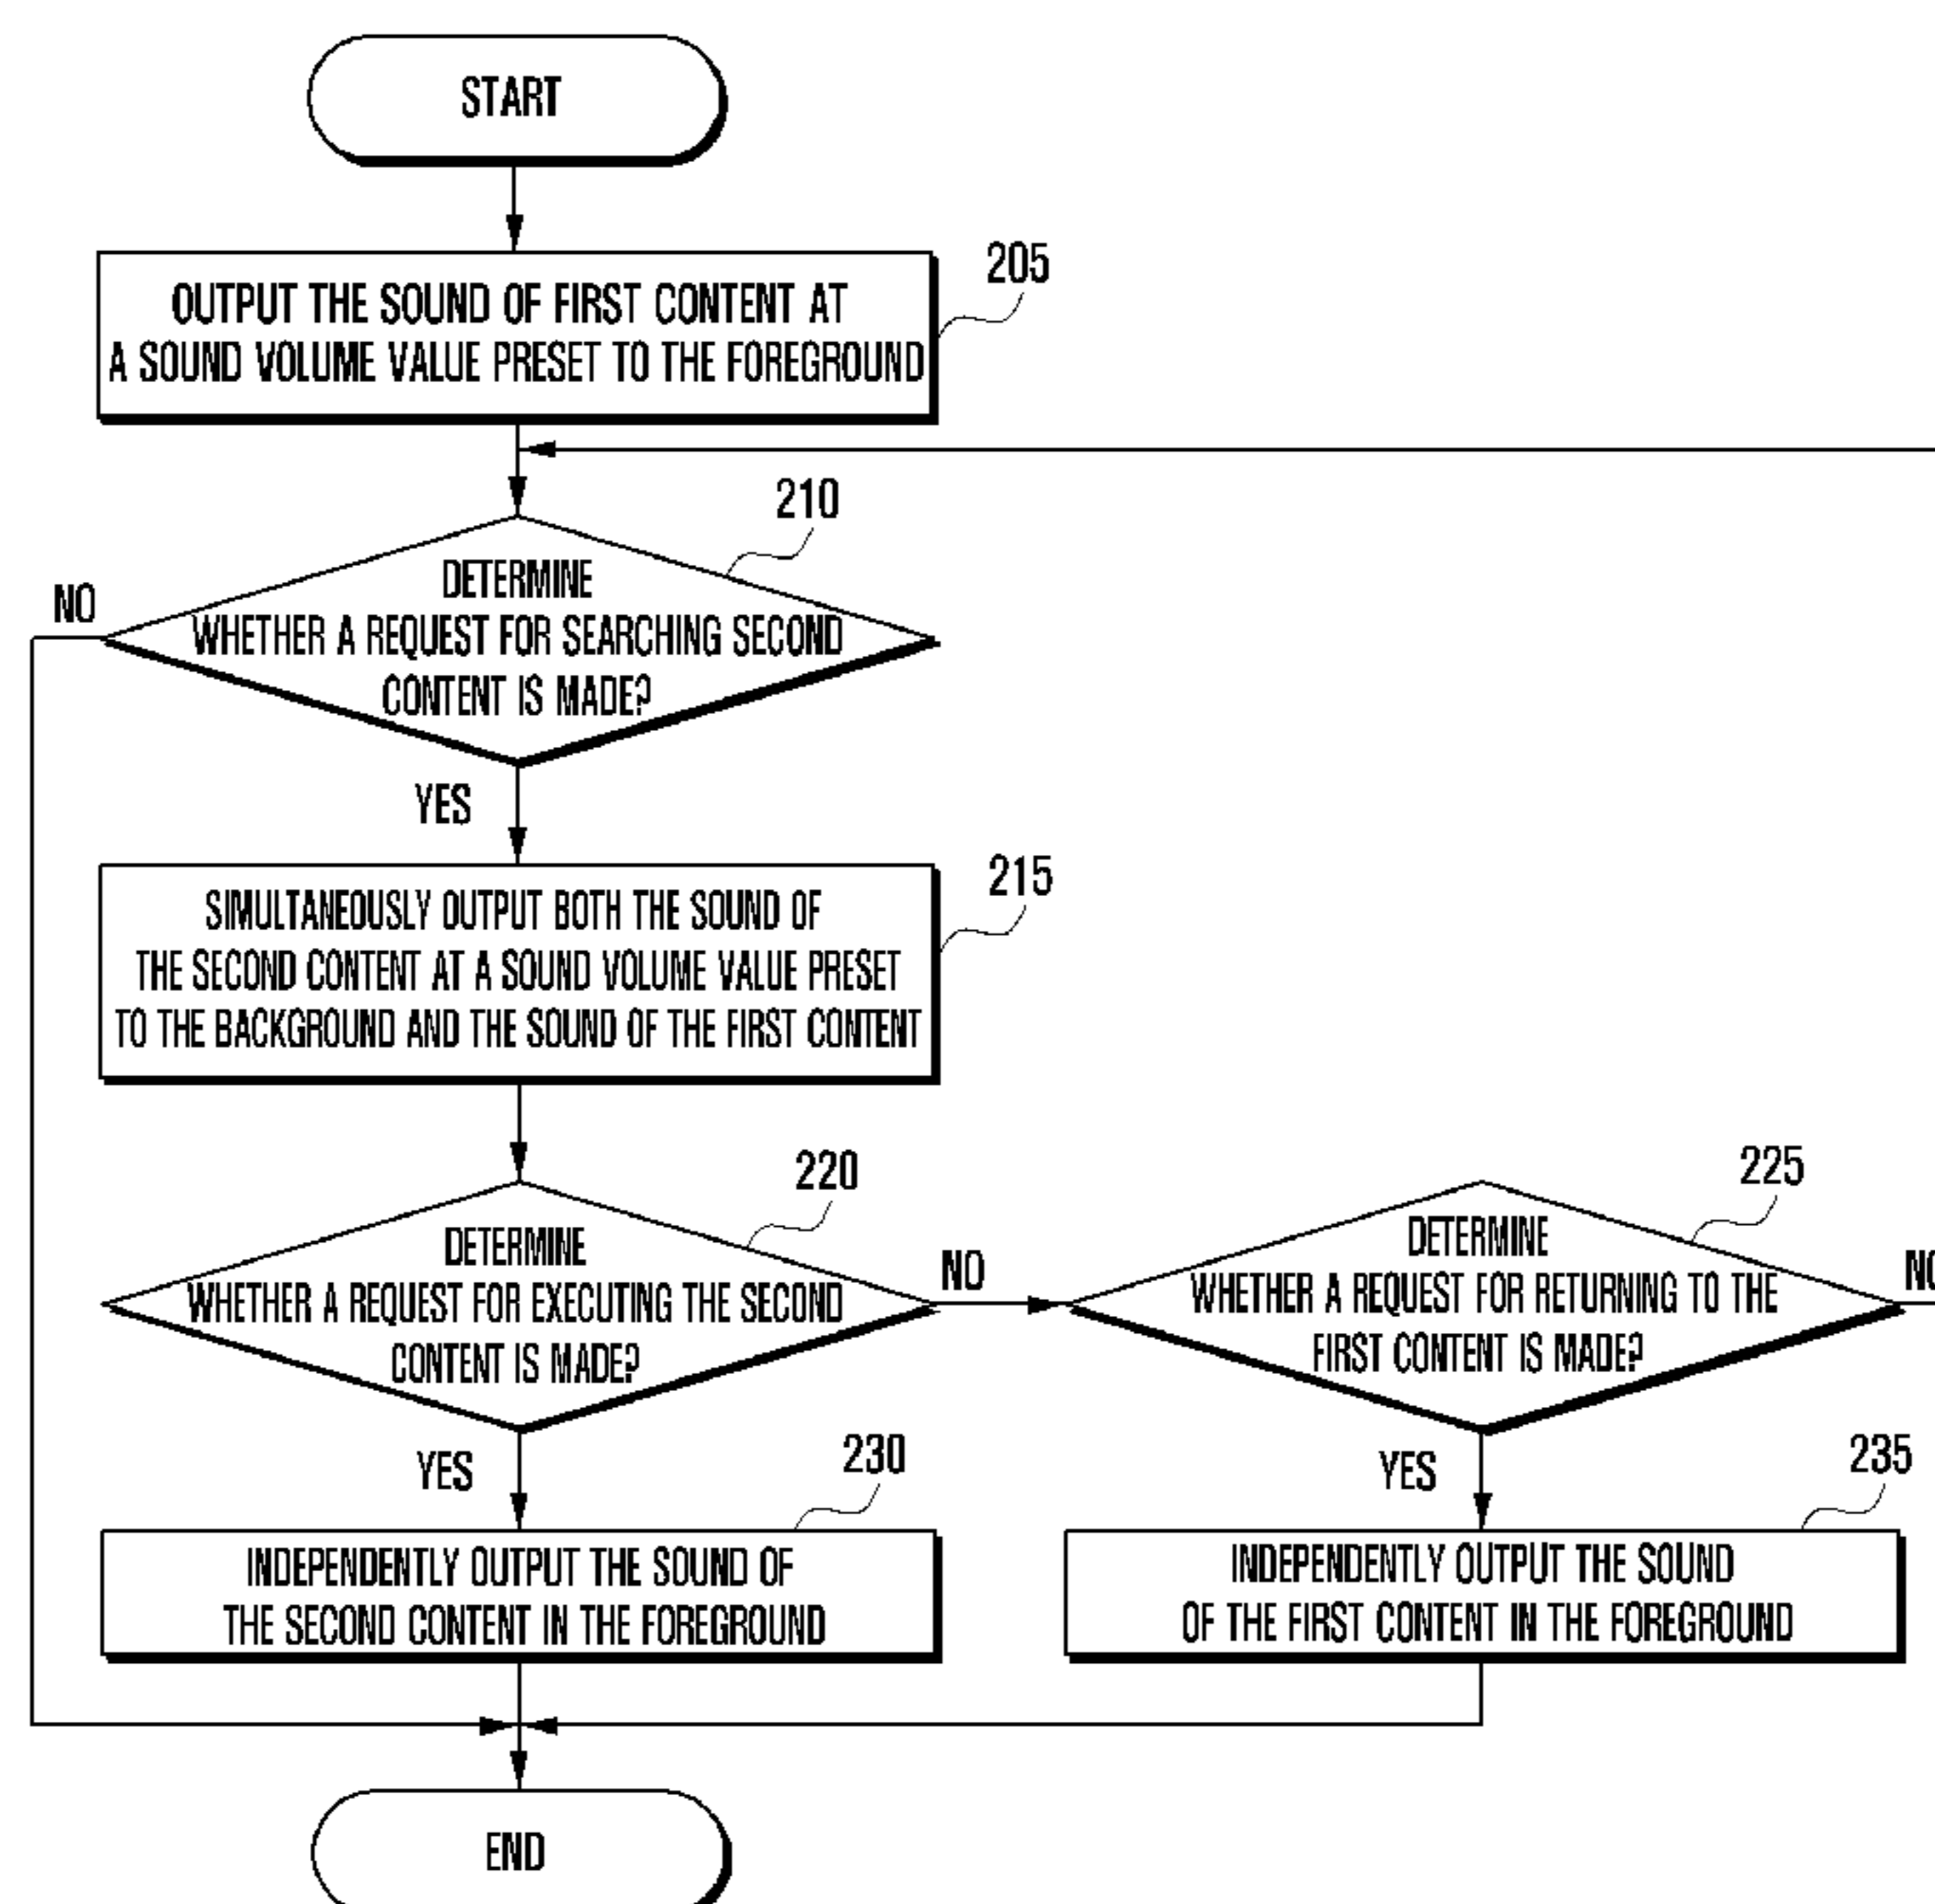 START
205
OUTPUT THE SOUND OF FIRST CONTENT AT
A SOUND VOLUME VALUE PRESET TO THE FOREGROUND
210
NO
DETERMINE
WHETHER A REQUEST FOR SEARCHING SECOND
CONTENT IS MADE?
YES
215
SIMULTANEOUSLY OUTPUT BOTH THE SOUND OF
THE SECOND CONTENT AT A SOUND VOLUME VALUE PRESET
TO THE BACKGROUND AND THE SOUND OF THE FIRST CONTENT
220
DETERMINE
WHETHER A REQUEST FOR EXECUTING THE SECOND
CONTENT IS MADE?
NO
225
DETERMINE
WHETHER A REQUEST FOR RETURNING TO THE
FIRST CONTENT IS MADE?
NO
YES
230
INDEPENDENTLY OUTPUT THE SOUND OF
THE SECOND CONTENT IN THE FOREGROUND
YES
235
INDEPENDENTLY OUTPUT THE SOUND
OF THE FIRST CONTENT IN THE FOREGROUND
END